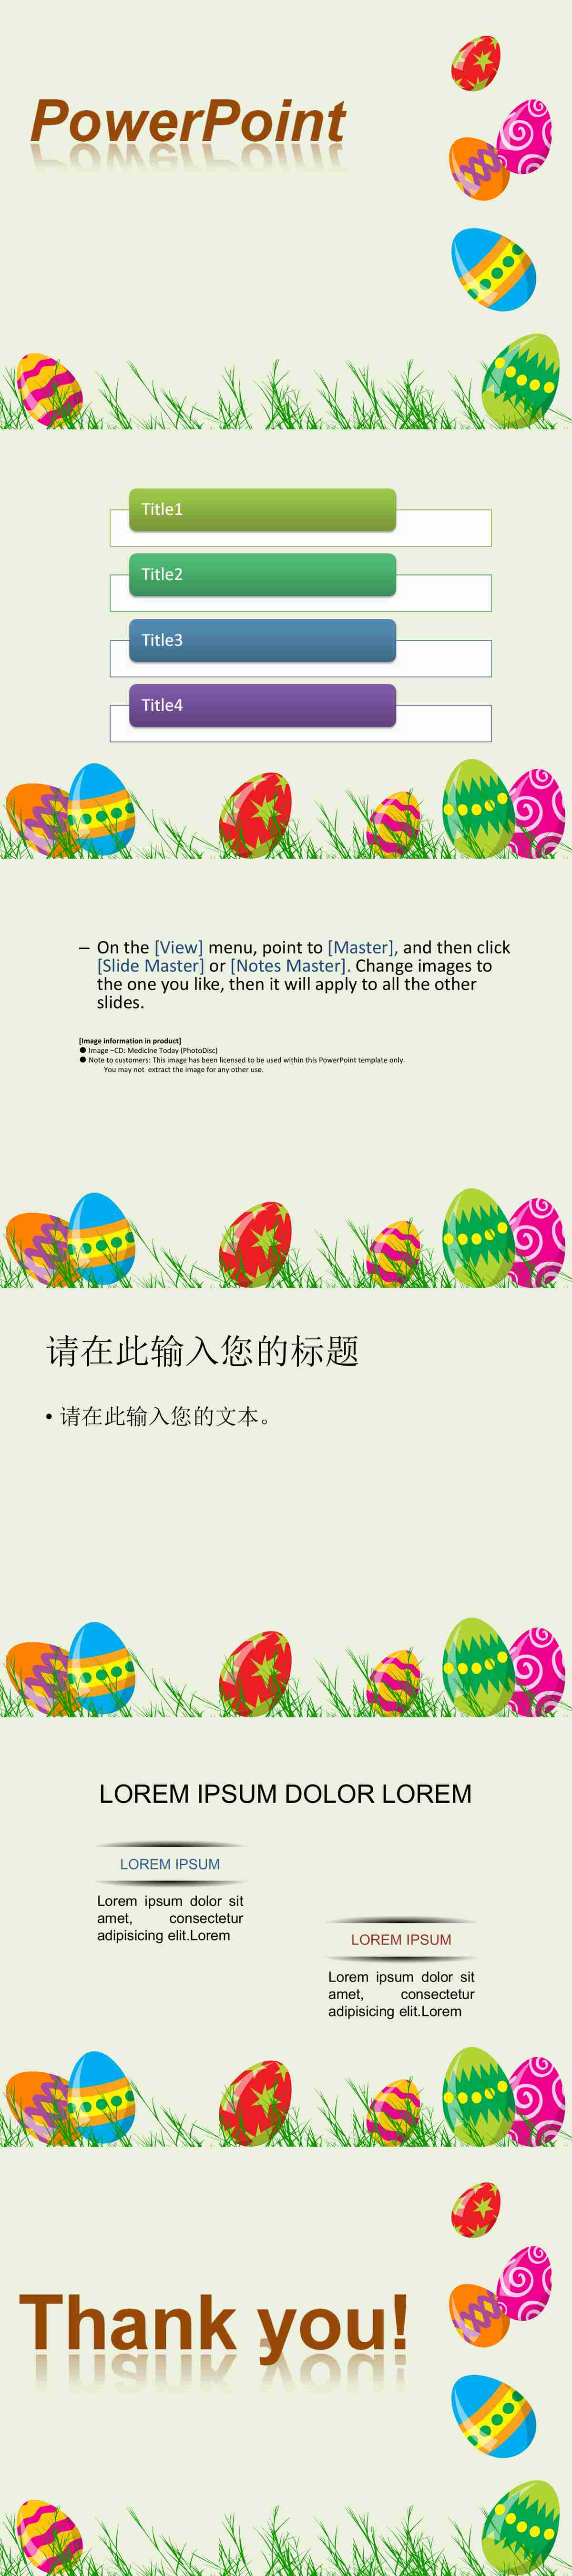 PowerPoint
Title1
Title2
Title3
Title4
– On the [View] menu, point to [Master], and then click
[Slide Master] or [Notes Master]. Change images to
the one you like, then it will apply to all the other
slides.
[Image information in product]
● Image –CD: Medicine Today (PhotoDisc)
● Note to customers: This image has been licensed to be used within this PowerPoint template only.
You may not extract the image for any other use.
请在此输入您的标题
• 请在此输入您的文本。
LOREM IPSUM DOLOR LOREM
LOREM IPSUM
Lorem ipsum dolor sit
amet, consectetur
adipisicing elit.Lorem
LOREM IPSUM
Lorem ipsum dolor sit
amet, consectetur
adipisicing elit.Lorem
Thank you!